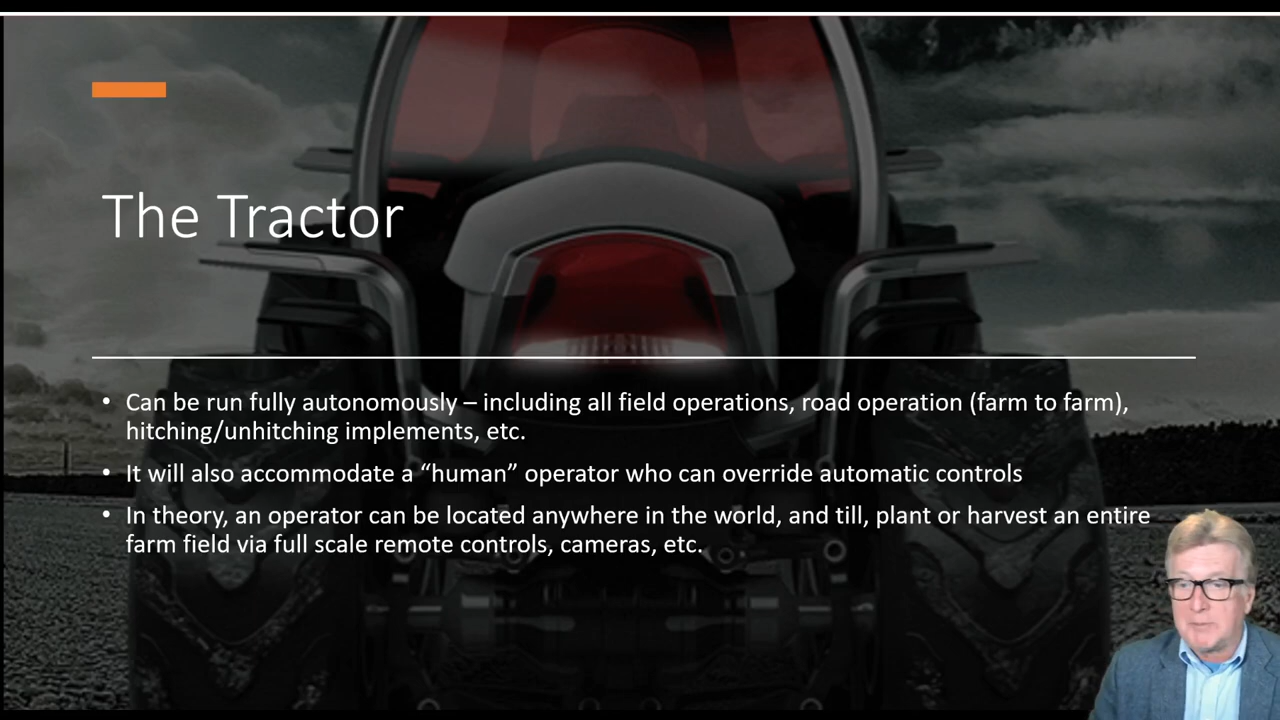 The Tractor
• Can be run fully autonomously – including all field operations, road operation (farm to farm),
hitching/unhitching implements, etc.
• It will also accommodate a “human” operator who can override automatic controls
• In theory, an operator can be located anywhere in the world, and till, plant or harvest an entire
farm field via full scale remote controls, cameras, etc.